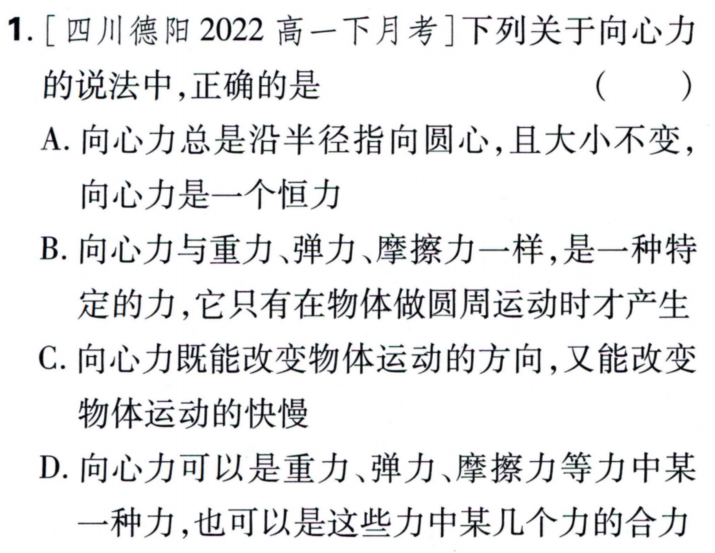 1. [四川德阳 2022 高一下月考]下列关于向心力
的说法中,正确的是 ( )
A. 向心力总是沿半径指向圆心,且大小不变,
向心力是一个恒力
B. 向心力与重力、弹力、摩擦力一样,是一种特
定的力,它只有在物体做圆周运动时才产生
C. 向心力既能改变物体运动的方向,又能改变
物体运动的快慢
D. 向心力可以是重力、弹力、摩擦力等力中某
一种力,也可以是这些力中某几个力的合力